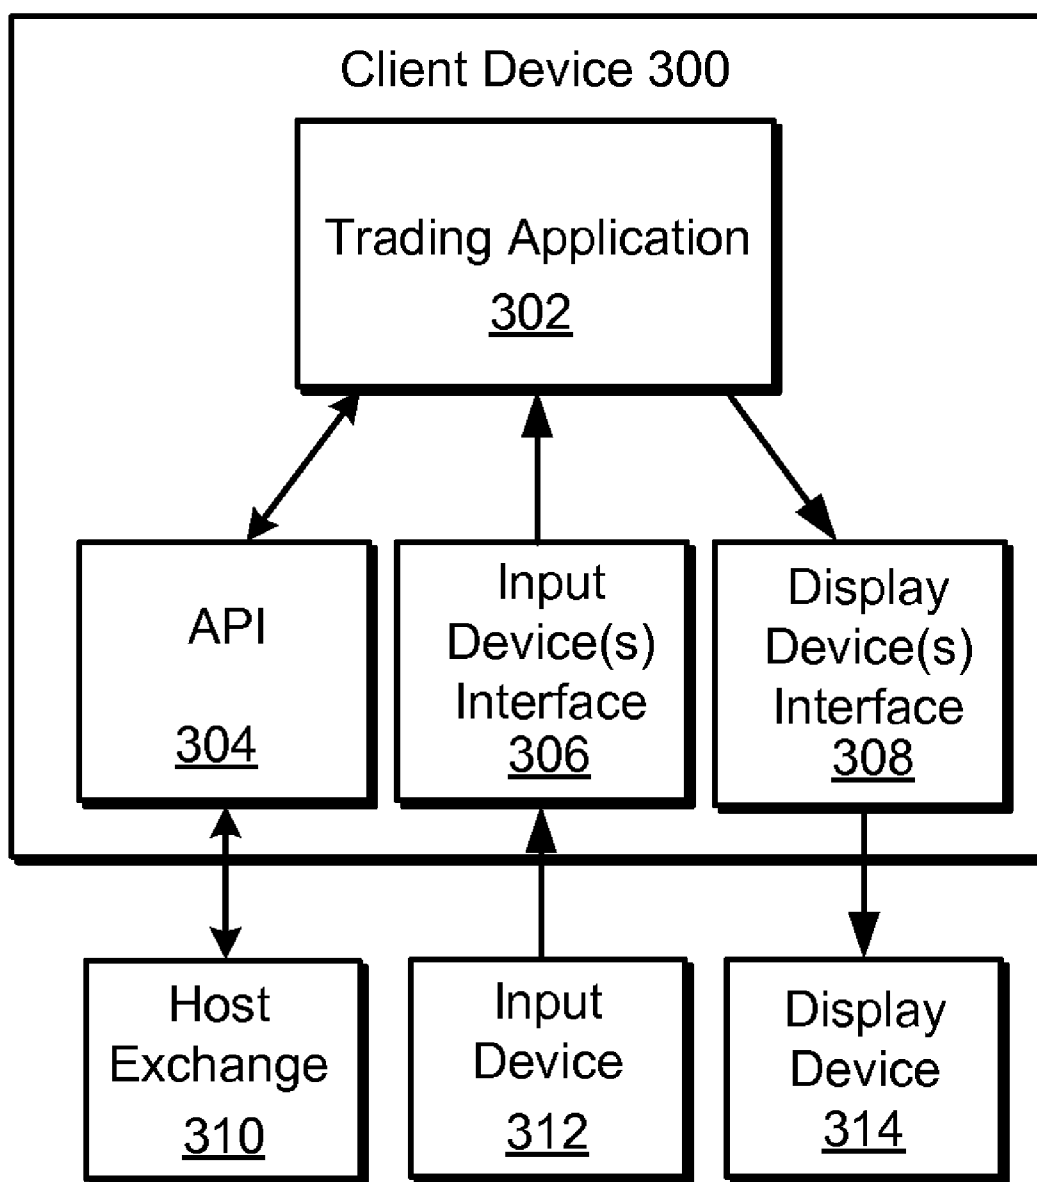 Client Device 300
Trading Application
302
API
304
Input
Device(s)
Interface
306
Display
Device(s)
Interface
308
Host
Exchange
310
Input
Device
312
Display
Device
314